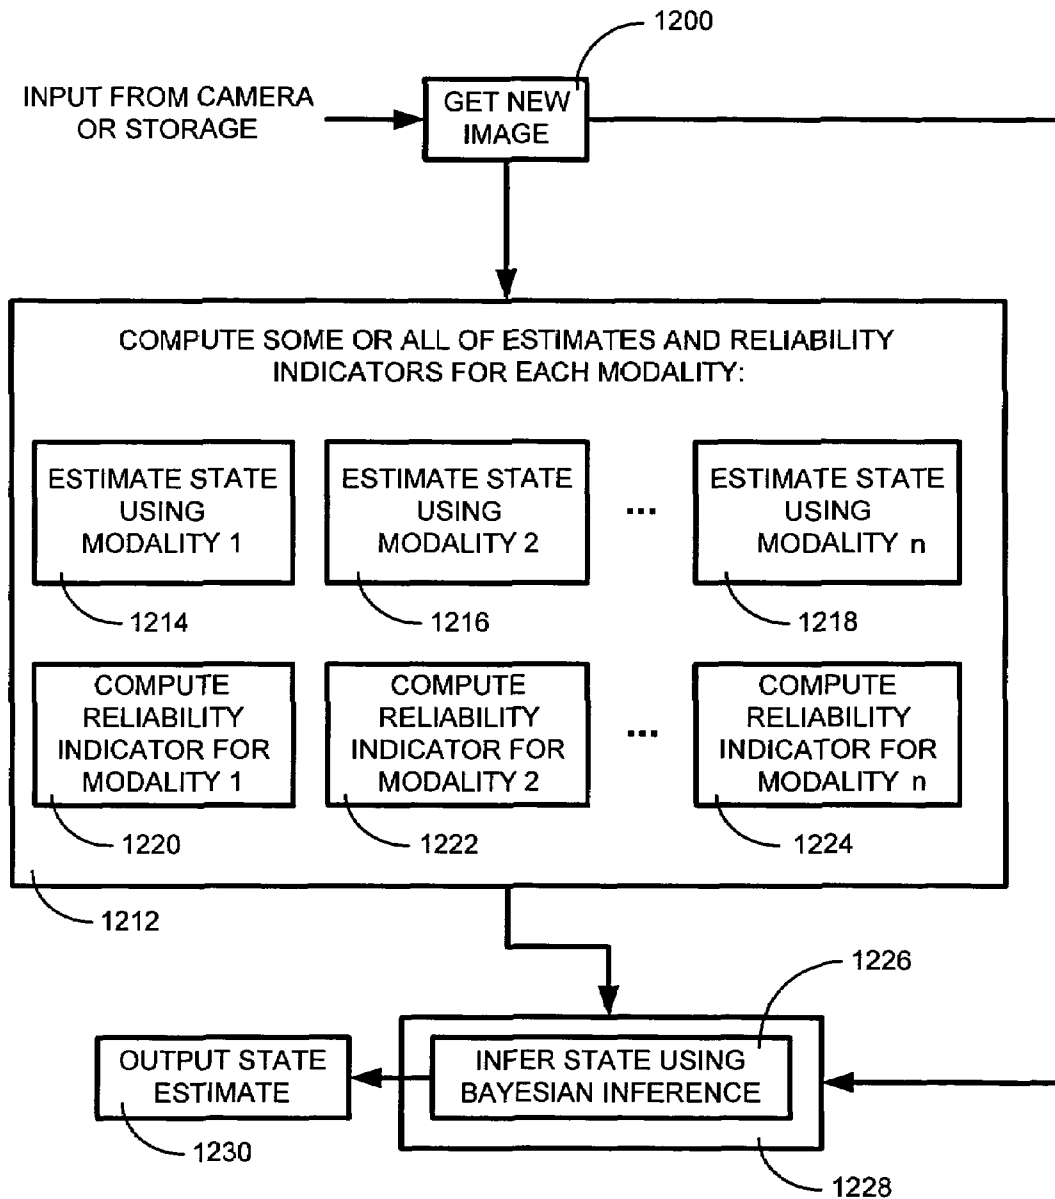 1200
INPUT FROM CAMERA
OR STORAGE
GET NEW
IMAGE
COMPUTE SOME OR ALL OF ESTIMATES AND RELIABILITY
INDICATORS FOR EACH MODALITY:
ESTIMATE STATE
USING
MODALITY 1
ESTIMATE STATE
USING
MODALITY 2
...
ESTIMATE STATE
USING
MODALITY n
1214
1216
1218
COMPUTE
RELIABILITY
INDICATOR FOR
MODALITY 1
COMPUTE
RELIABILITY
INDICATOR FOR
MODALITY 2
...
COMPUTE
RELIABILITY
INDICATOR FOR
MODALITY n
1220
1222
1224
1212
1226
OUTPUT STATE
ESTIMATE
INFER STATE USING
BAYESIAN INFERENCE
1230
1228